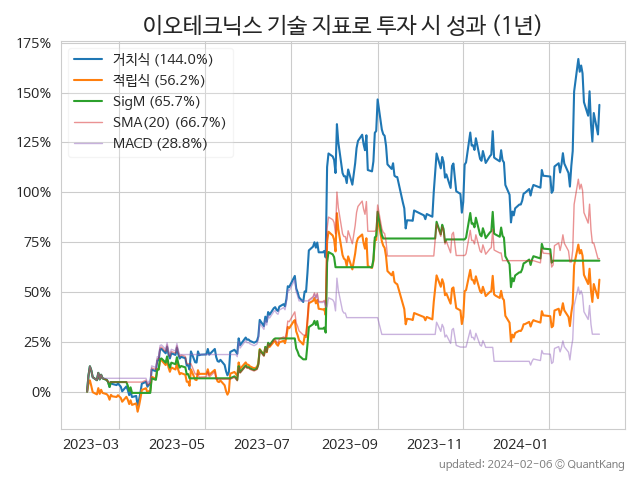 이오테크닉스 기술 지표로 투자 시 성과 (1년)
175%
150%
125%
100%
75%
50%
25%
0%
거치식 (144.0%)
적립식 (56.2%)
SigM (65.7%)
SMA(20) (66.7%)
MACD (28.8%)
2023-03 2023-05 2023-07 2023-09 2023-11 2024-01
updated: 2024-02-06 © QuantKang